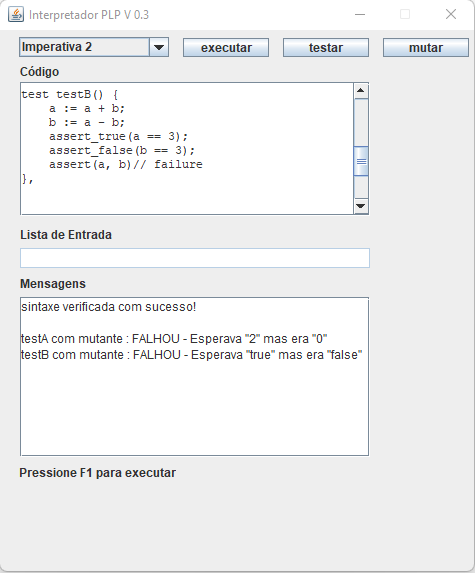 Interpretador PLP V 0.3
Imperativa 2 executar testar mutar
Código
test testB() {
    a := a + b;
    b := a - b;
    assert_true(a == 3);
    assert_false(b == 3);
    assert(a, b)// failure
},
Lista de Entrada
Mensagens
sintaxe verificada com sucesso!
testA com mutante : FALHOU - Esperava "2" mas era "0"
testB com mutante : FALHOU - Esperava "true" mas era "false"
Pressione F1 para executar